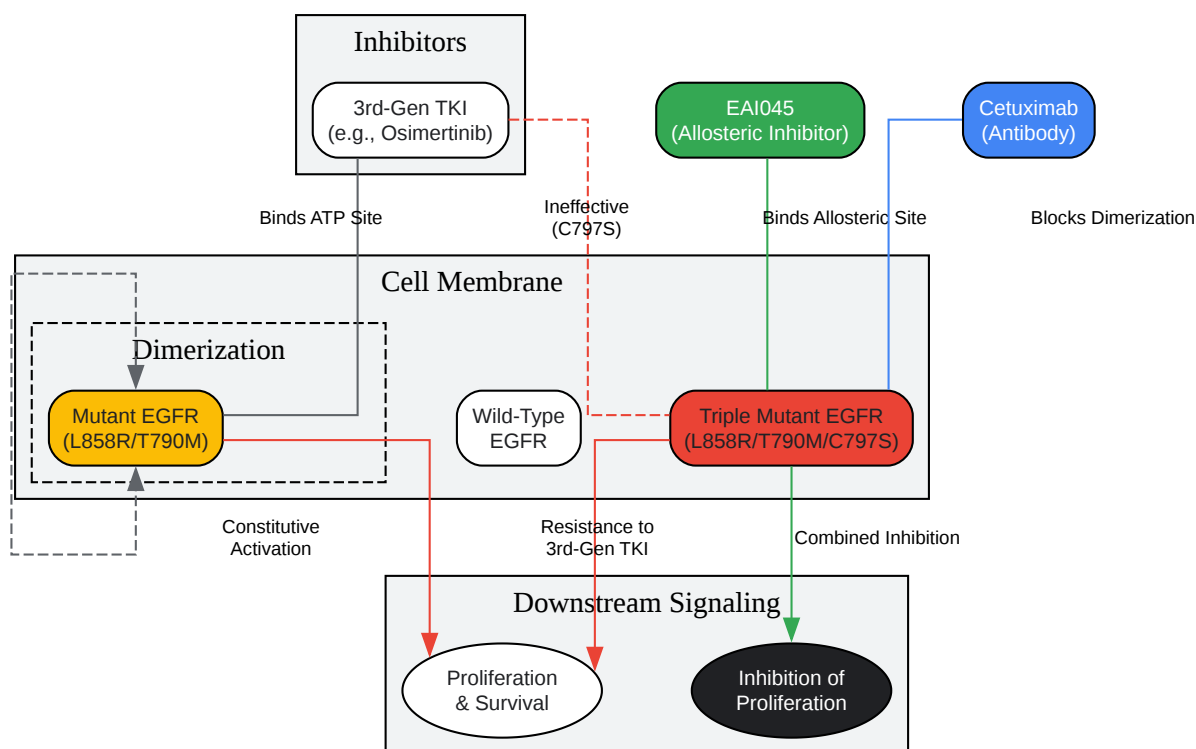 Inhibitors
3rd-Gen TKI
(e.g., Osimertinib)
EAI045
(Allosteric Inhibitor)
Cetuximab
(Antibody)
Binds ATP Site
Ineffective
(C797S)
Binds Allosteric Site
Blocks Dimerization
Cell Membrane
Dimerization
Mutant EGFR
(L858R/T790M)
Wild-Type
EGFR
Triple Mutant EGFR
(L858R/T790M/C797S)
Constitutive
Activation
Resistance to
3rd-Gen TKI
Combined Inhibition
Downstream Signaling
Proliferation
& Survival
Inhibition of
Proliferation